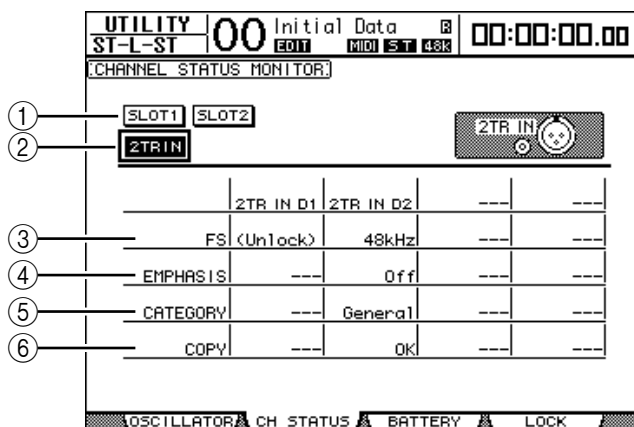 UTILITY 00 Initial Data R 00:00:00.00
ST-L-ST EDIT MIDI ST 48k
CHANNEL STATUS MONITOR
① SLOT1 SLOT2 2TR IN
② 2TRIN
2TR IN D1 2TR IN D2 --- ---
③ FS (Unlock) 48kHz --- ---
④ EMPHASIS --- Off --- ---
⑤ CATEGORY --- General --- ---
⑥ COPY --- OK --- ---
OSCILLATOR CH STATUS BATTERY LOCK